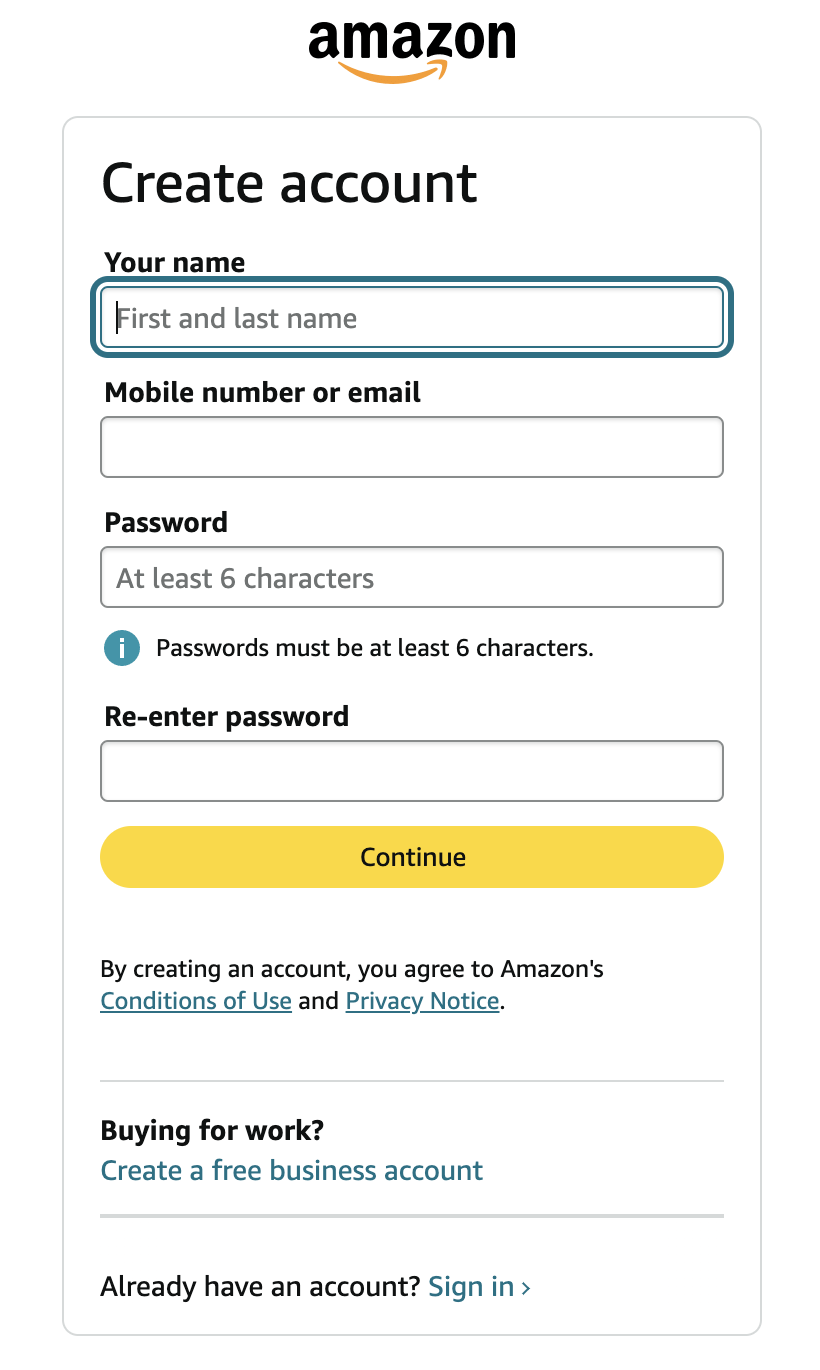 amazon
Create account
Your name
First and last name
Mobile number or email
Password
At least 6 characters
i Passwords must be at least 6 characters.
Re-enter password
Continue
By creating an account, you agree to Amazon's
Conditions of Use and Privacy Notice.
Buying for work?
Create a free business account
Already have an account? Sign in ›